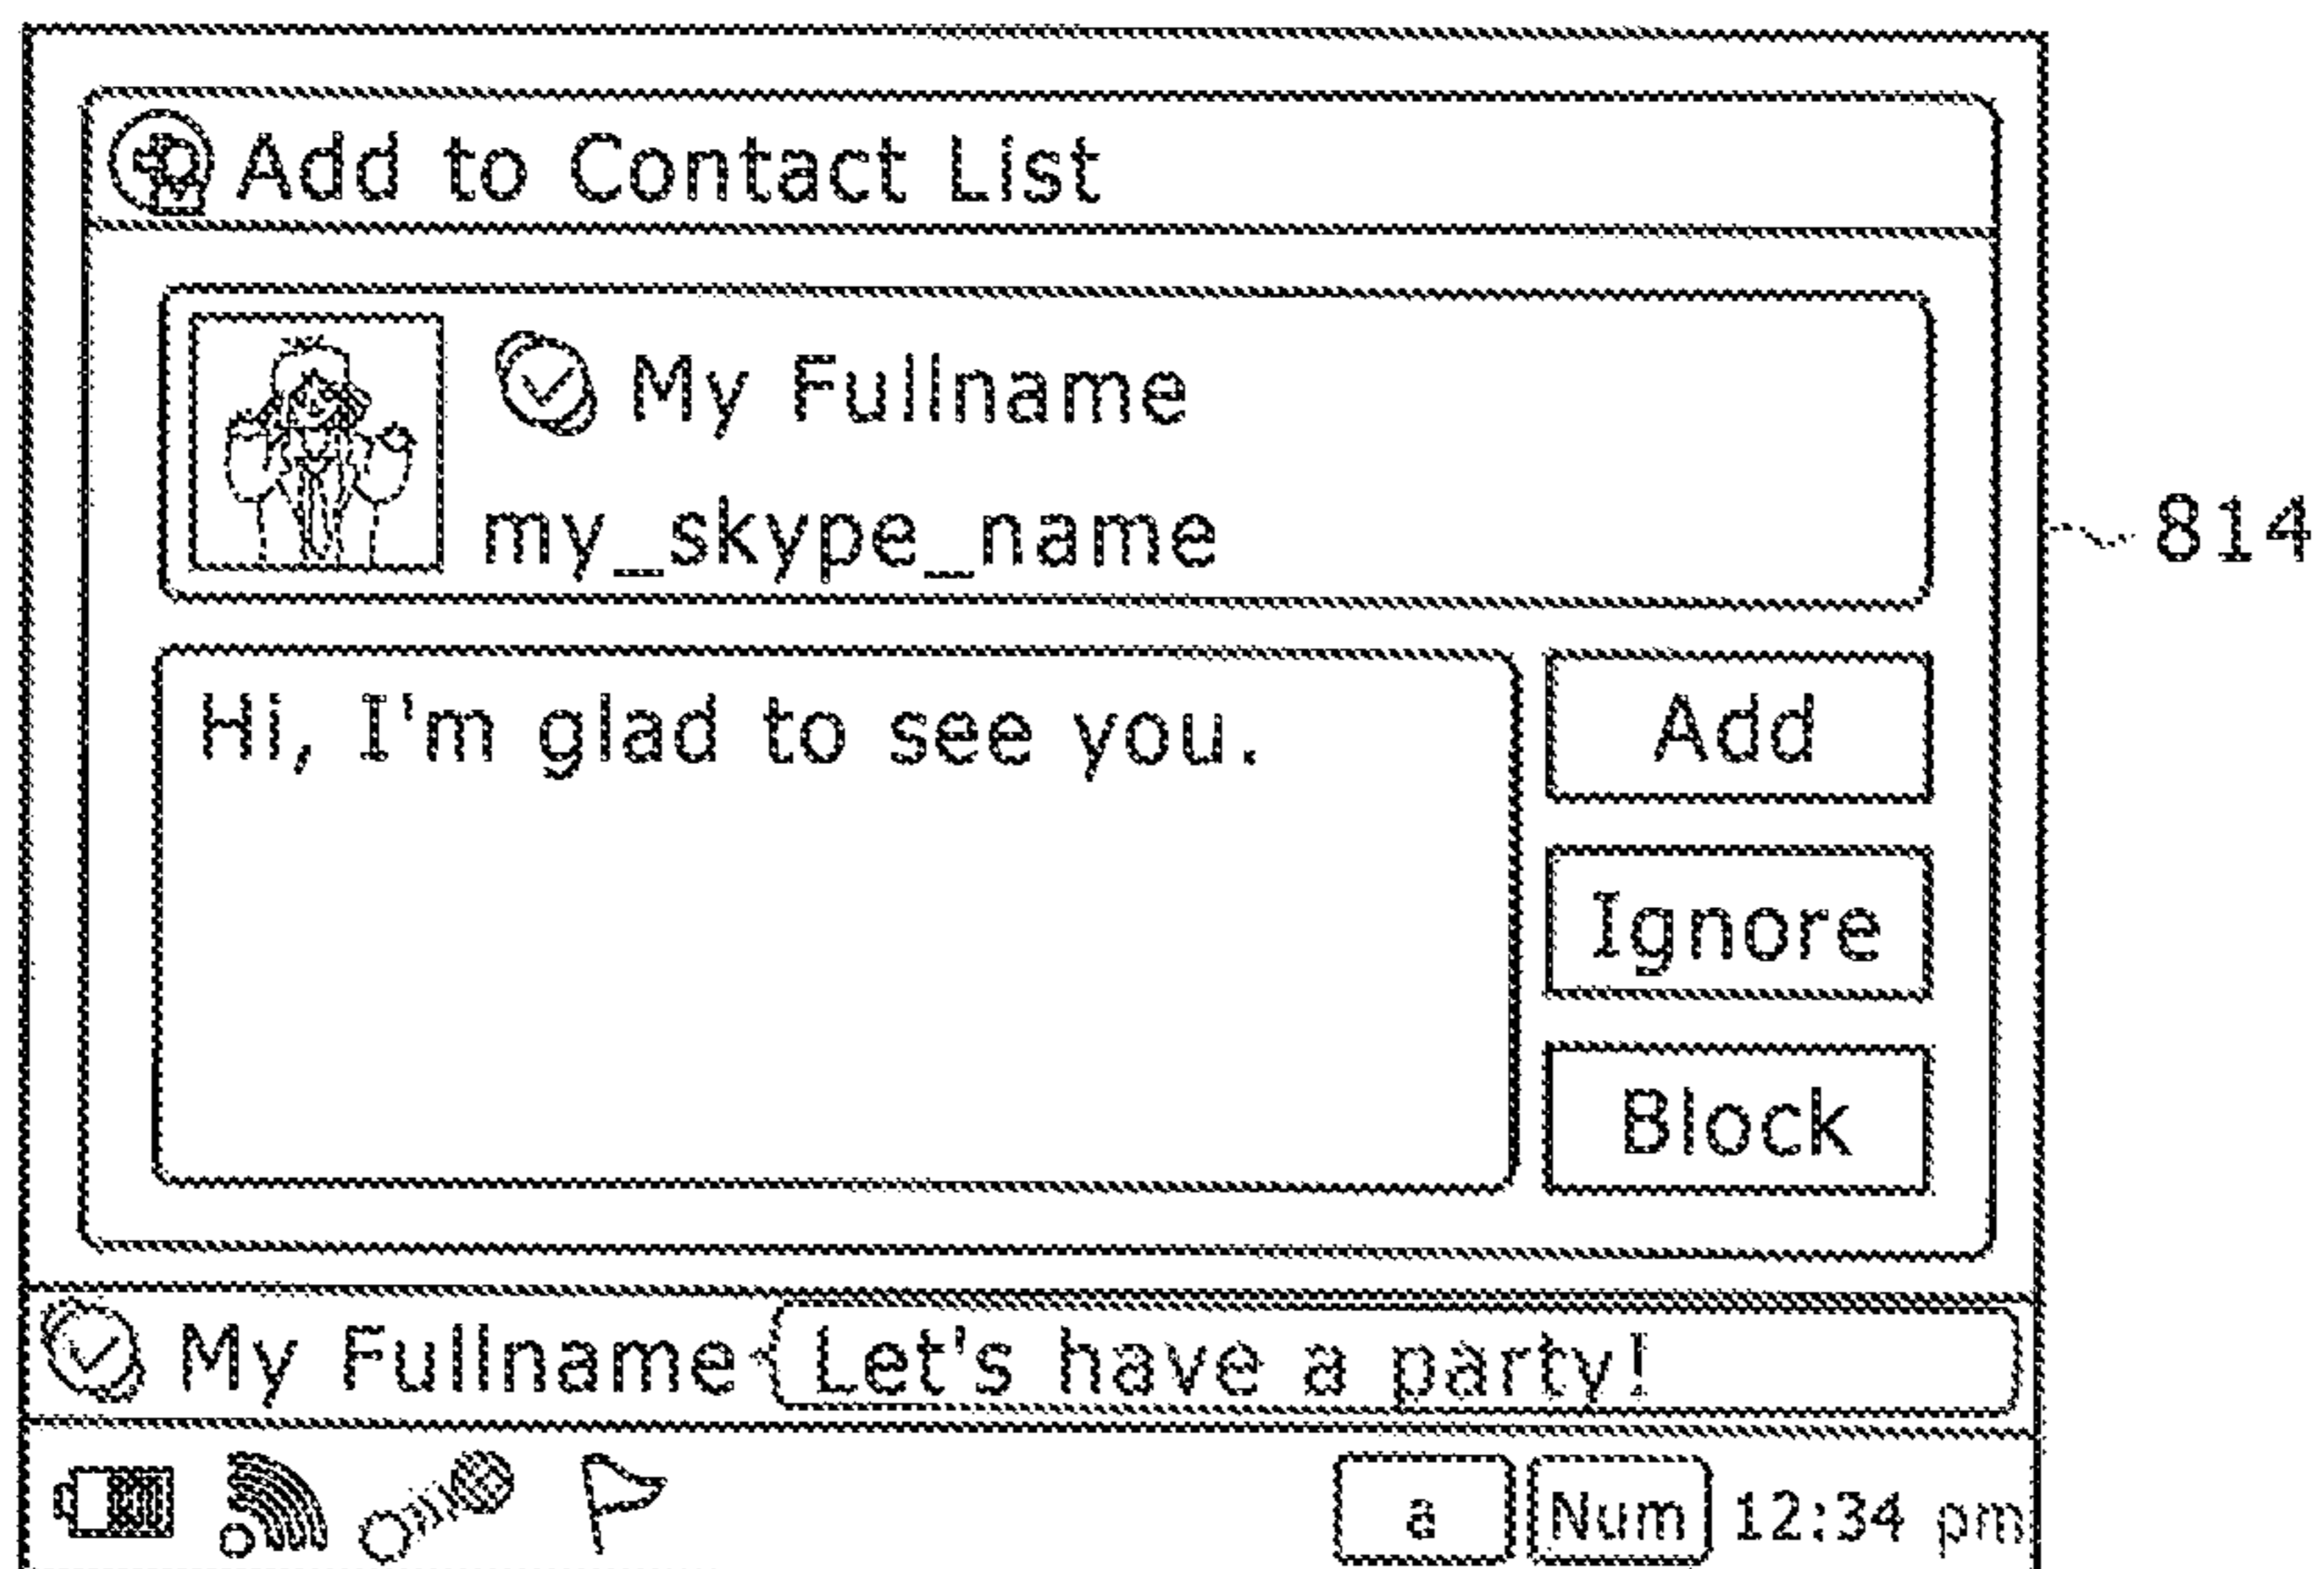 Add to Contact List
My Fullname
my_skype_name
814
Hi, I'm glad to see you.
Add
Ignore
Block
My Fullname Let's have a party!
a Num 12:34 pm